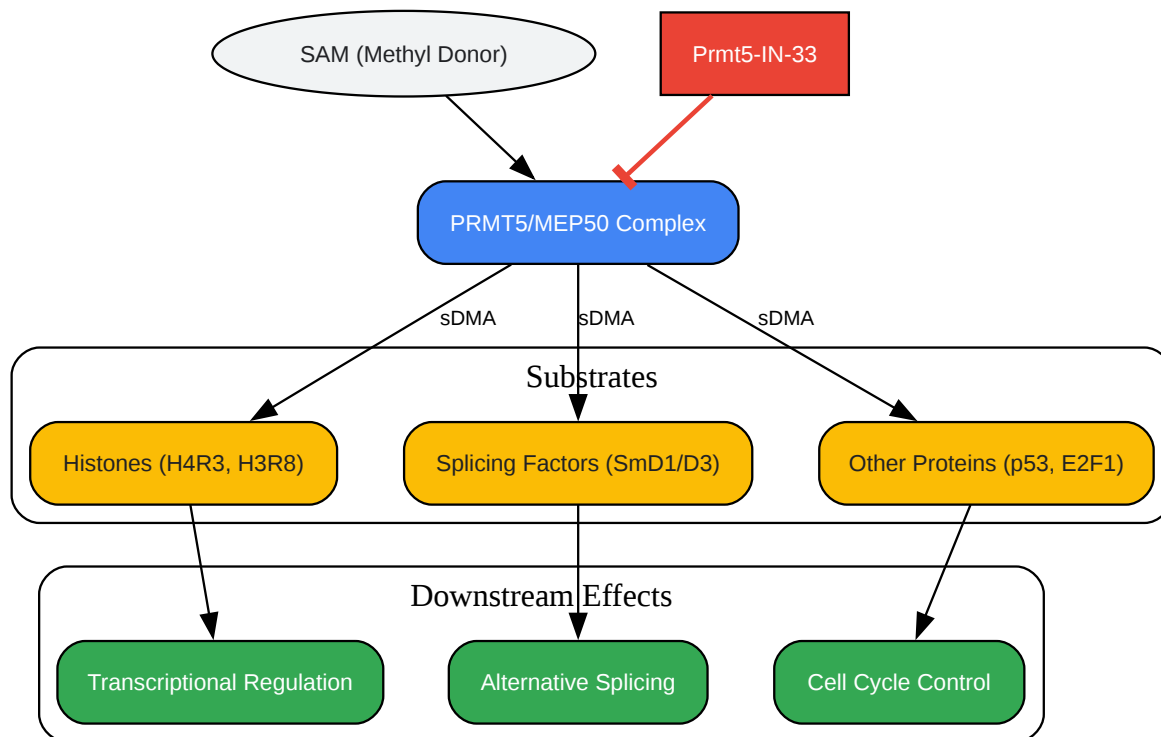 SAM (Methyl Donor)
Prmt5-IN-33
PRMT5/MEP50 Complex
sDMA
sDMA
sDMA
Substrates
Histones (H4R3, H3R8)
Splicing Factors (SmD1/D3)
Other Proteins (p53, E2F1)
Downstream Effects
Transcriptional Regulation
Alternative Splicing
Cell Cycle Control